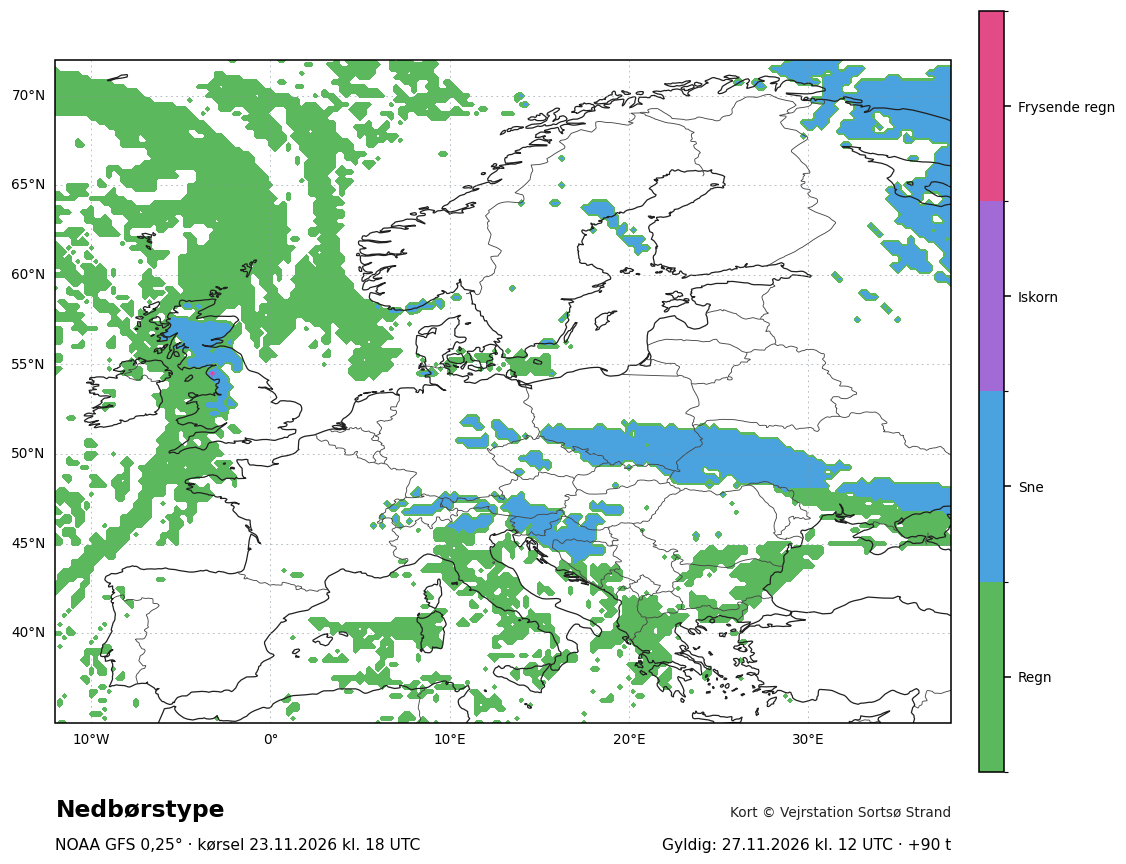 70°N
65°N
60°N
55°N
50°N
45°N
40°N
10°W
0°
10°E
20°E
30°E
Frysende regn
Iskorn
Sne
Regn
Nedbørstype
Kort © Vejrstation Sortsø Strand
NOAA GFS 0,25° · kørsel 23.11.2026 kl. 18 UTC
Gyldig: 27.11.2026 kl. 12 UTC · +90 t